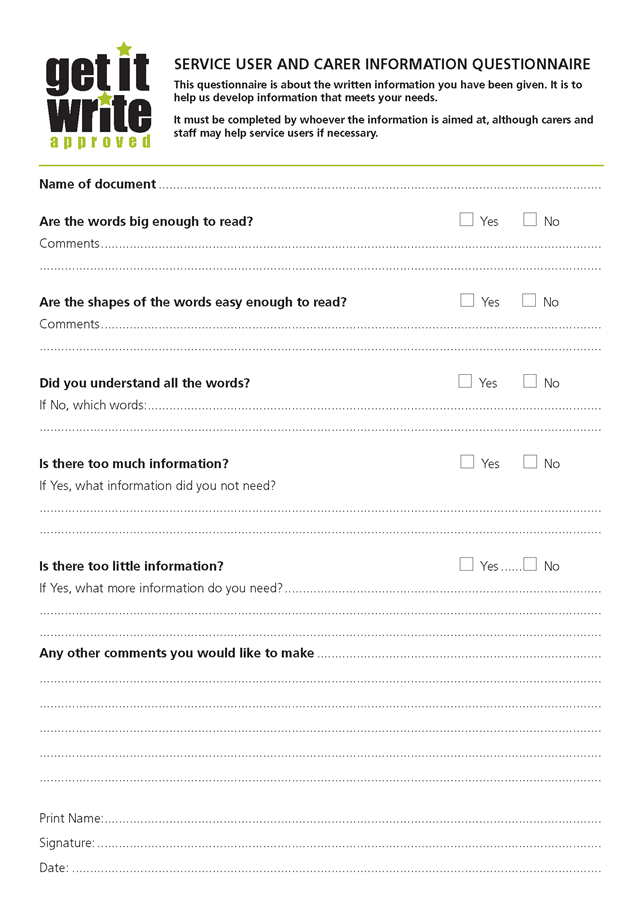 get it
write
approved
SERVICE USER AND CARER INFORMATION QUESTIONNAIRE
This questionnaire is about the written information you have been given. It is to
help us develop information that meets your needs.
It must be completed by whoever the information is aimed at, although carers and
staff may help service users if necessary.
Name of document
Are the words big enough to read? Yes No
Comments
Are the shapes of the words easy enough to read? Yes No
Comments
Did you understand all the words? Yes No
If No, which words:
Is there too much information? Yes No
If Yes, what information did you not need?
Is there too little information? Yes ...... No
If Yes, what more information do you need?
Any other comments you would like to make
Print Name:
Signature:
Date: